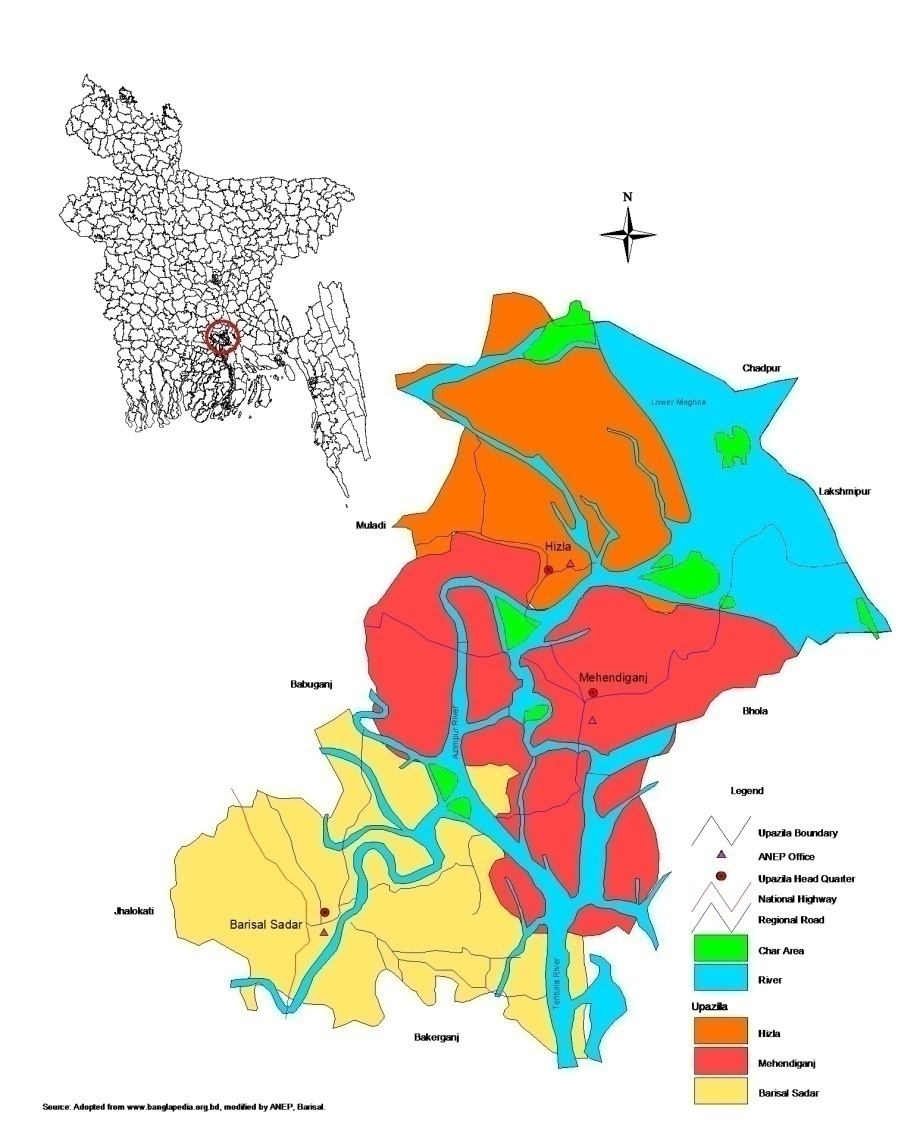 N
Chadpur
Lower Meghna
Lakshmipur
Muladi
Hizla
Mehendiganj
Babuganj
Bhola
Azimpur River
Legend
Upazila Boundary
ANEP Office
Upazila Head Quarter
National Highway
Regional Road
Jhalokati
Barisal Sadar
Char Area
River
Tenturia River
Upazila
Hizla
Mehendiganj
Barisal Sadar
Bakerganj
Source: Adopted from www.banglapedia.org.bd, modified by ANEP, Barisal.